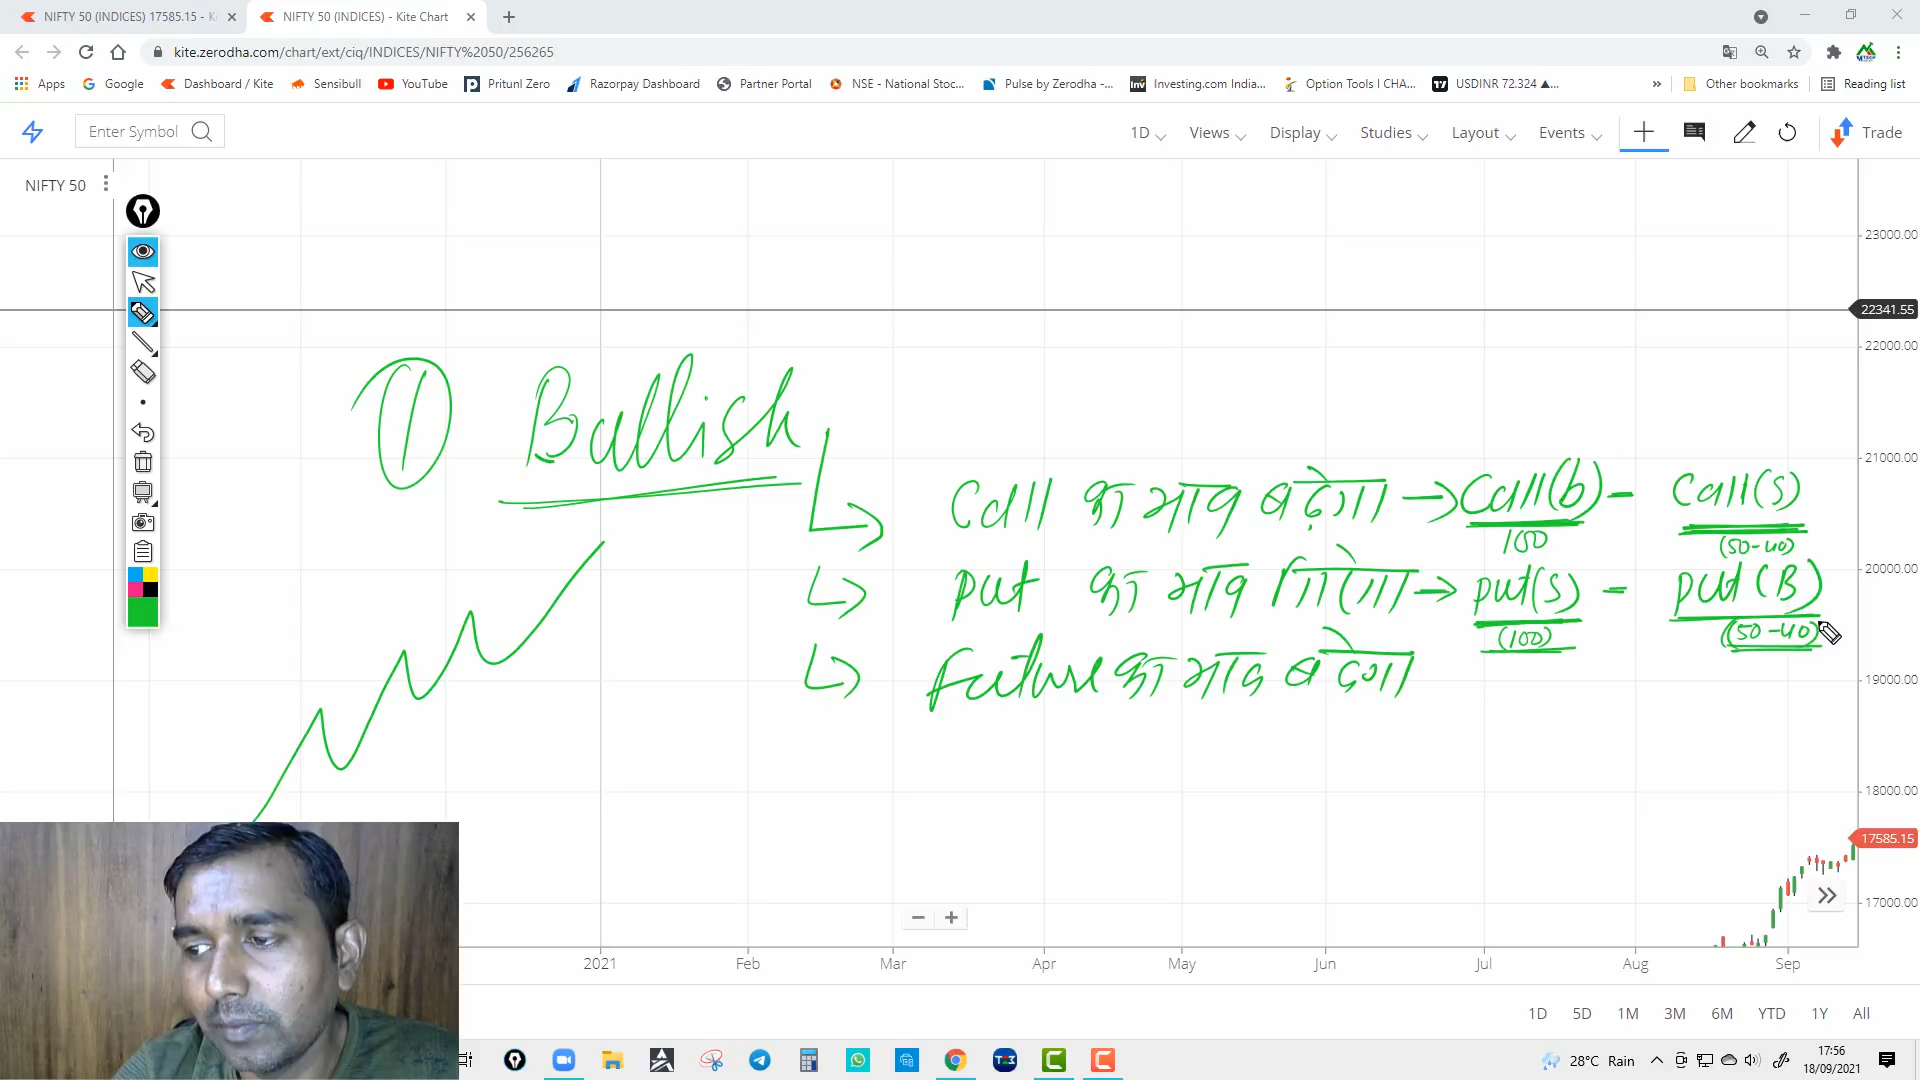 NIFTY 50 (INDICES) 17585.15 - Ki
NIFTY 50 (INDICES) - Kite Chart
kite.zerodha.com/chart/ext/ciq/INDICES/NIFTY%2050/256265
Apps Google Dashboard / Kite Sensibull YouTube Pritunl Zero Razorpay Dashboard Partner Portal NSE - National Stoc... Pulse by Zerodha -... Investing.com India... Option Tools I CHA... USDINR 72.324 ▲... » Other bookmarks Reading list
Enter Symbol 1D Views Display Studies Layout Events Trade
NIFTY 50
23000.00
22341.55
22000.00
21000.00
20000.00
19000.00
18000.00
17585.15
17000.00
① Bullish
Call का भाव बढेगा → Call(b) - Call(s)
100 (50-40)
put का भाव गिरेगा → put(s) - put(B)
(100) (50-40)
future का भाव बढेगा
2021 Feb Mar Apr May Jun Jul Aug Sep
1D 5D 1M 3M 6M YTD 1Y All
28°C Rain
17:56
18/09/2021